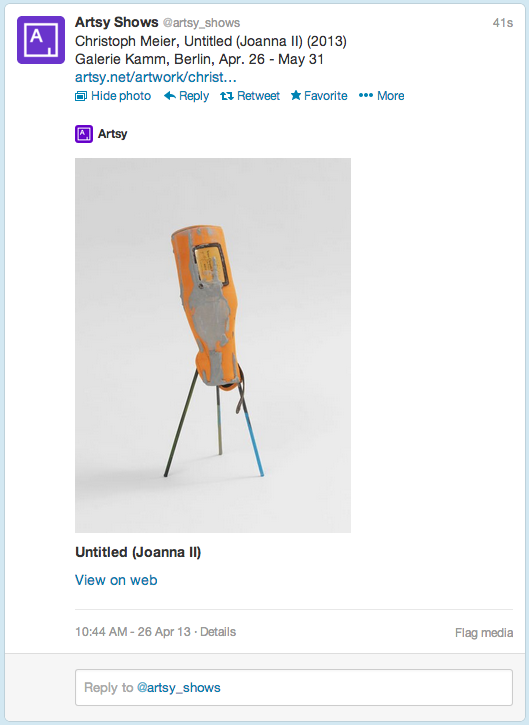 A
Artsy Shows @artsy_shows 41s
Christoph Meier, Untitled (Joanna II) (2013)
Galerie Kamm, Berlin, Apr. 26 - May 31
artsy.net/artwork/christ…
Hide photo Reply Retweet Favorite ••• More
A Artsy
Untitled (Joanna II)
View on web
10:44 AM - 26 Apr 13 · Details Flag media
Reply to @artsy_shows